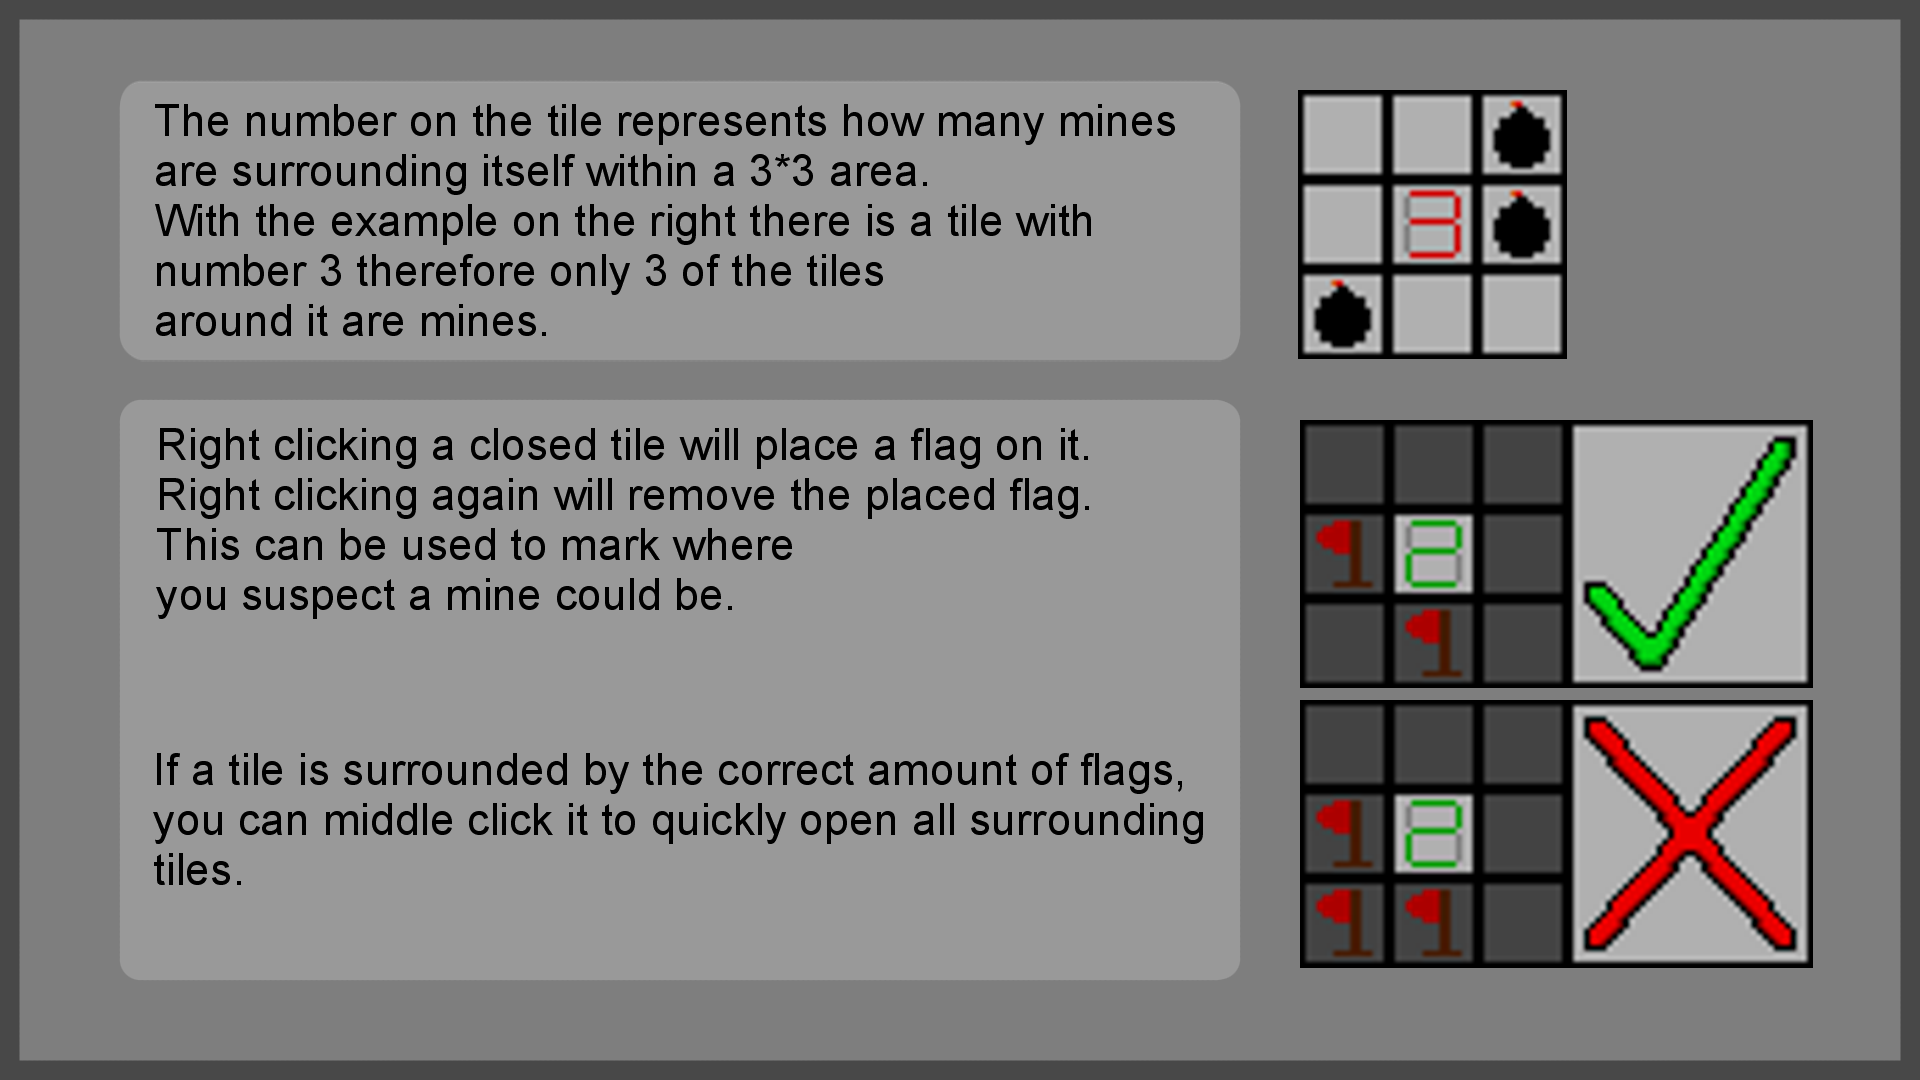 The number on the tile represents how many mines
are surrounding itself within a 3*3 area.
With the example on the right there is a tile with
number 3 therefore only 3 of the tiles
around it are mines.
3
Right clicking a closed tile will place a flag on it.
Right clicking again will remove the placed flag.
This can be used to mark where
you suspect a mine could be.
2
If a tile is surrounded by the correct amount of flags,
you can middle click it to quickly open all surrounding
tiles.
2